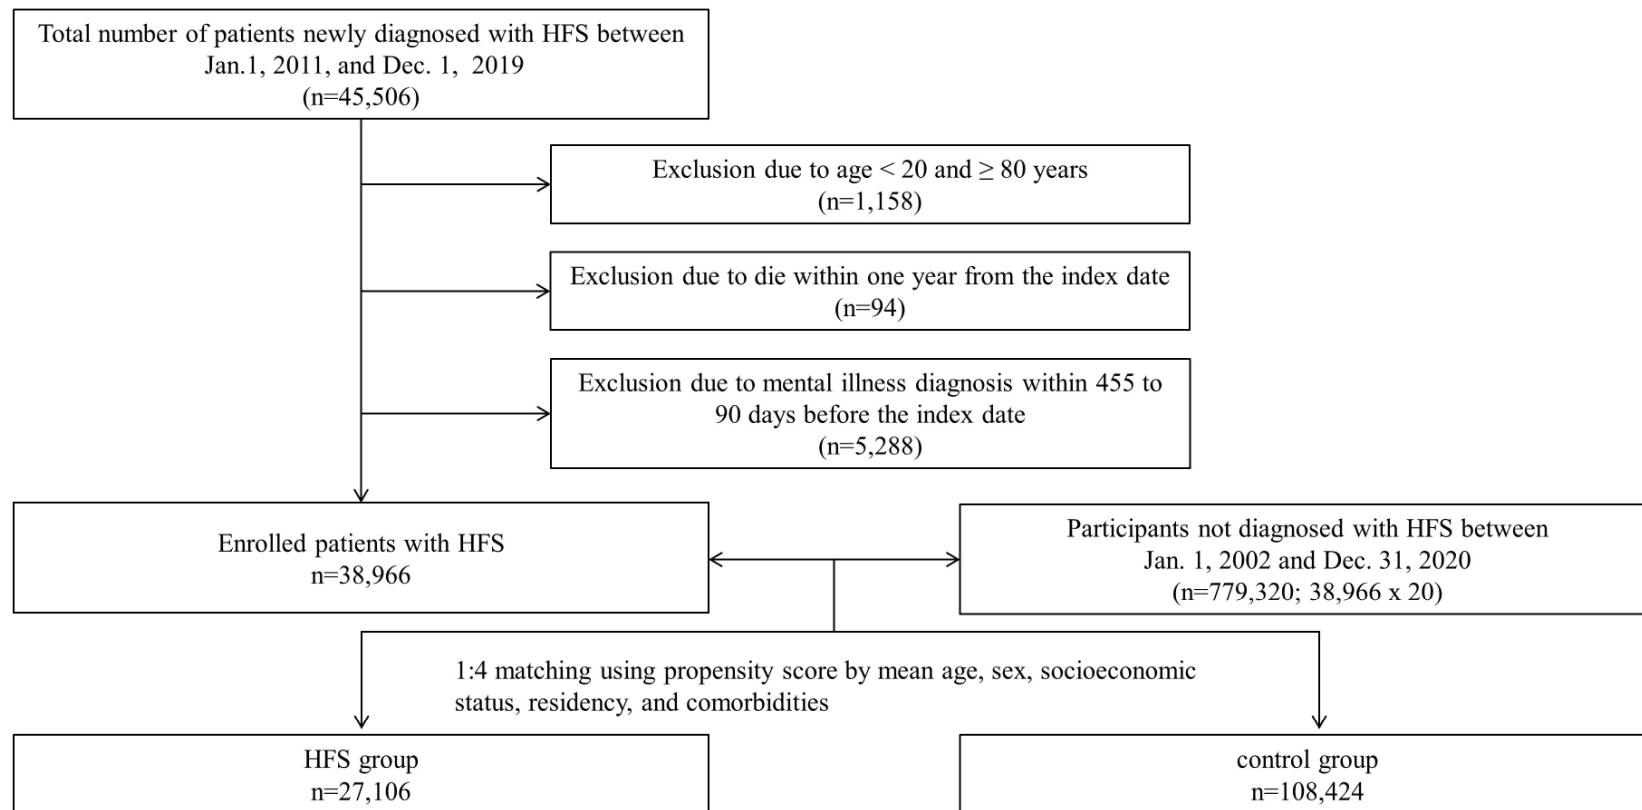 Total number of patients newly diagnosed with HFS between
Jan.1, 2011, and Dec. 1, 2019
(n=45,506)
Exclusion due to age < 20 and ≥ 80 years
(n=1,158)
Exclusion due to die within one year from the index date
(n=94)
Exclusion due to mental illness diagnosis within 455 to
90 days before the index date
(n=5,288)
Enrolled patients with HFS
n=38,966
Participants not diagnosed with HFS between
Jan. 1, 2002 and Dec. 31, 2020
(n=779,320; 38,966 x 20)
1:4 matching using propensity score by mean age, sex, socioeconomic
status, residency, and comorbidities
HFS group
n=27,106
control group
n=108,424